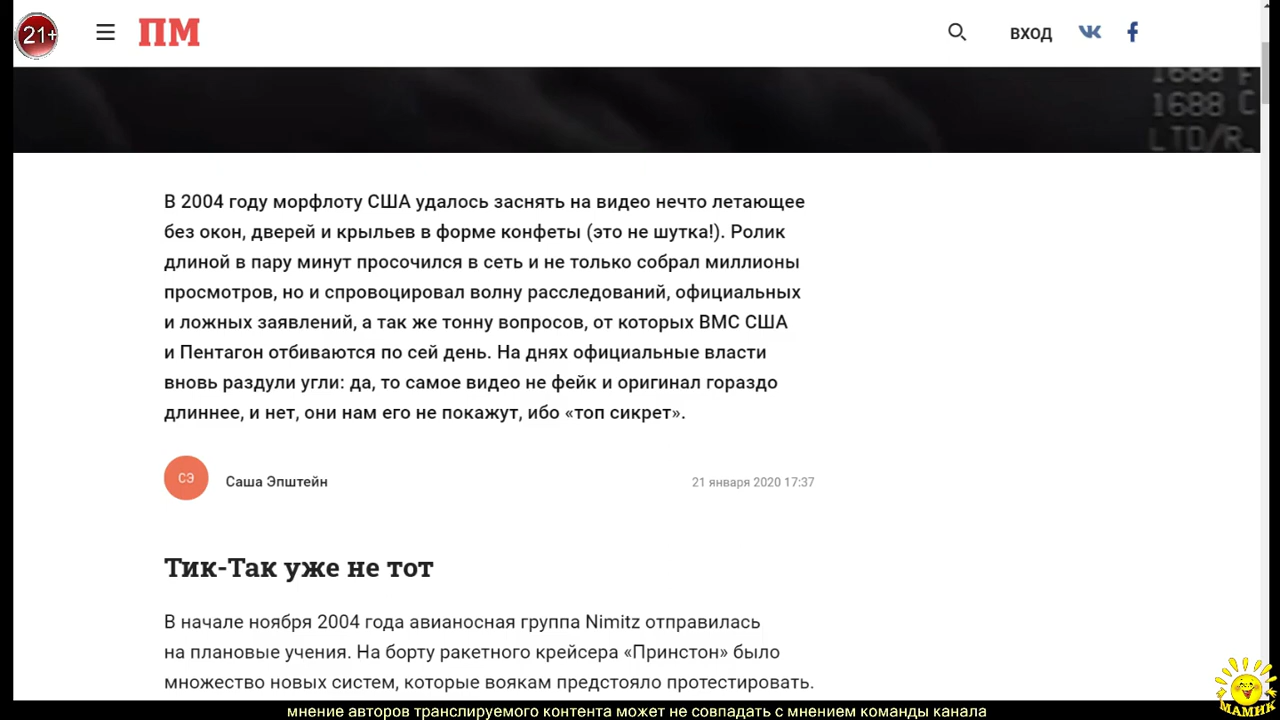 21+
ПМ
ВХОД
1688 F
1688 C
LTD/R
В 2004 году морфлоту США удалось заснять на видео нечто летающее
без окон, дверей и крыльев в форме конфеты (это не шутка!). Ролик
длиной в пару минут просочился в сеть и не только собрал миллионы
просмотров, но и спровоцировал волну расследований, официальных
и ложных заявлений, а так же тонну вопросов, от которых ВМС США
и Пентагон отбиваются по сей день. На днях официальные власти
вновь раздули угли: да, то самое видео не фейк и оригинал гораздо
длиннее, и нет, они нам его не покажут, ибо «топ сикрет».
СЭ
Саша Эпштейн
21 января 2020 17:37
Тик-Так уже не тот
В начале ноября 2004 года авианосная группа Nimitz отправилась
на плановые учения. На борту ракетного крейсера «Принстон» было
множество новых систем, которые воякам предстояло протестировать.
МАМИК
мнение авторов транслируемого контента может не совпадать с мнением команды канала